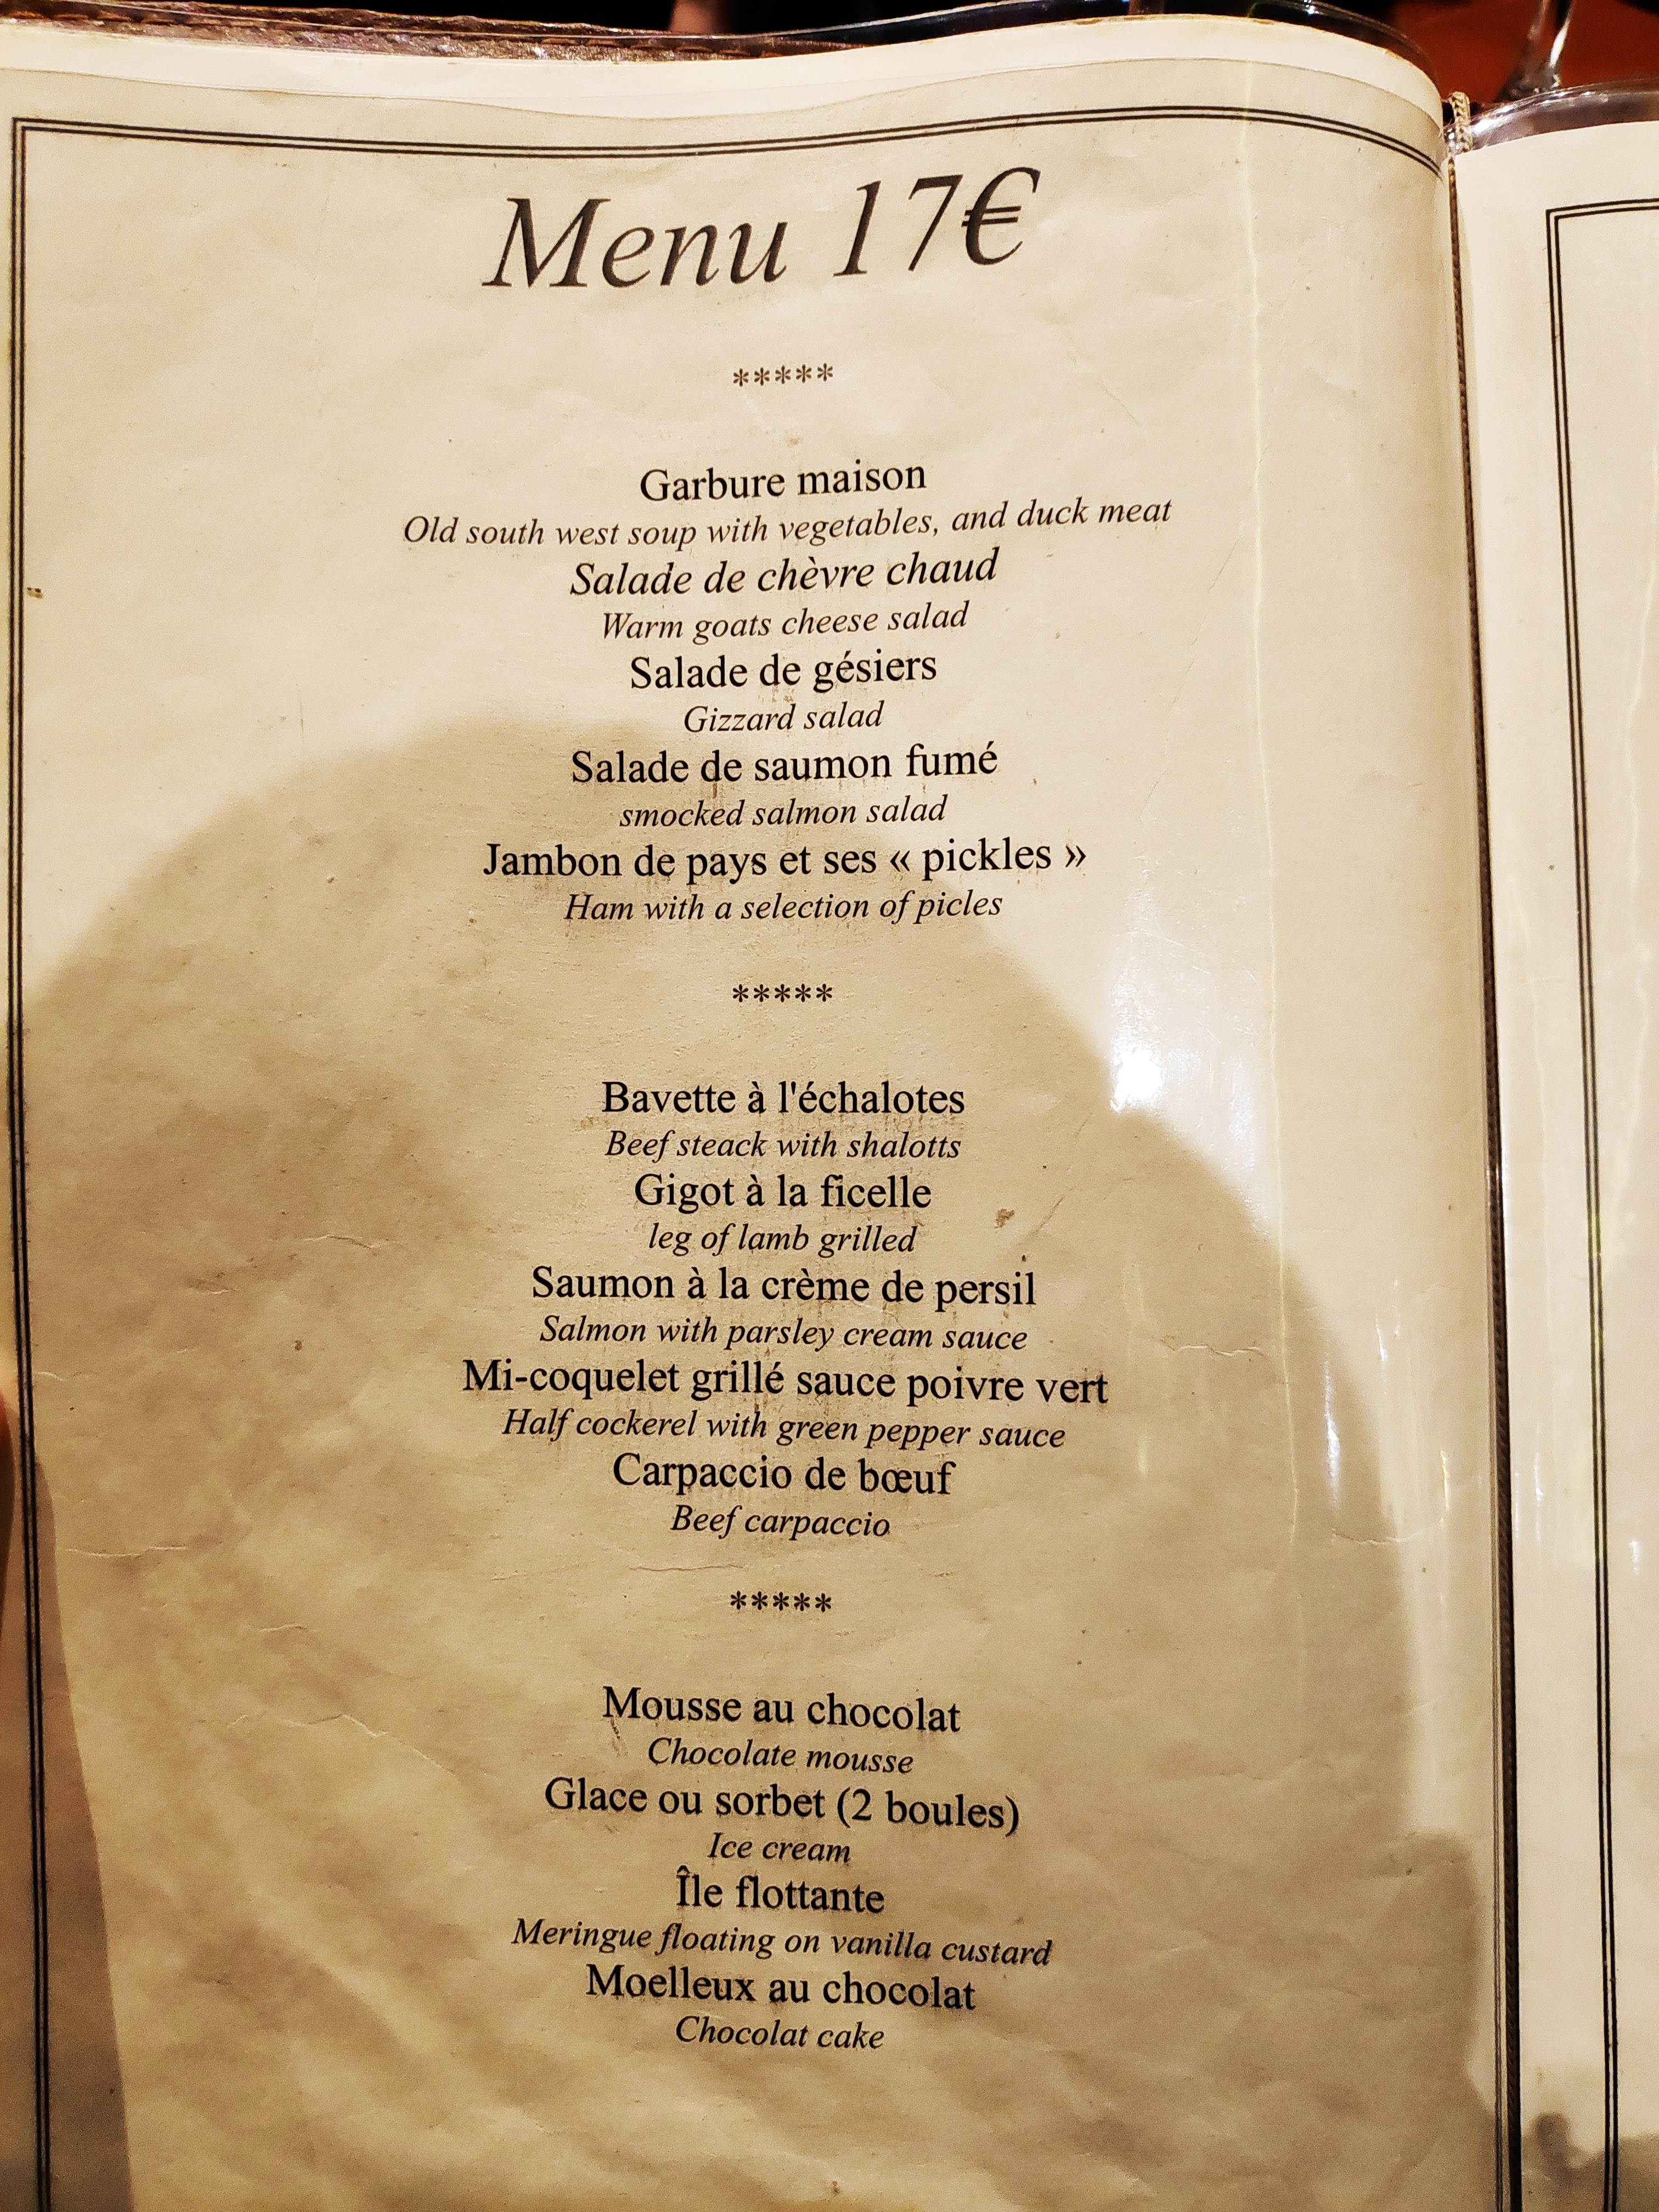 Menu 17€
*****
Garbure maison
Old south west soup with vegetables, and duck meat
Salade de chèvre chaud
Warm goats cheese salad
Salade de gésiers
Gizzard salad
Salade de saumon fumé
smocked salmon salad
Jambon de pays et ses « pickles »
Ham with a selection of picles
*****
Bavette à l'échalotes
Beef steack with shalotts
Gigot à la ficelle
leg of lamb grilled
Saumon à la crème de persil
Salmon with parsley cream sauce
Mi-coquelet grillé sauce poivre vert
Half cockerel with green pepper sauce
Carpaccio de bœuf
Beef carpaccio
*****
Mousse au chocolat
Chocolate mousse
Glace ou sorbet (2 boules)
Ice cream
Île flottante
Meringue floating on vanilla custard
Moelleux au chocolat
Chocolat cake